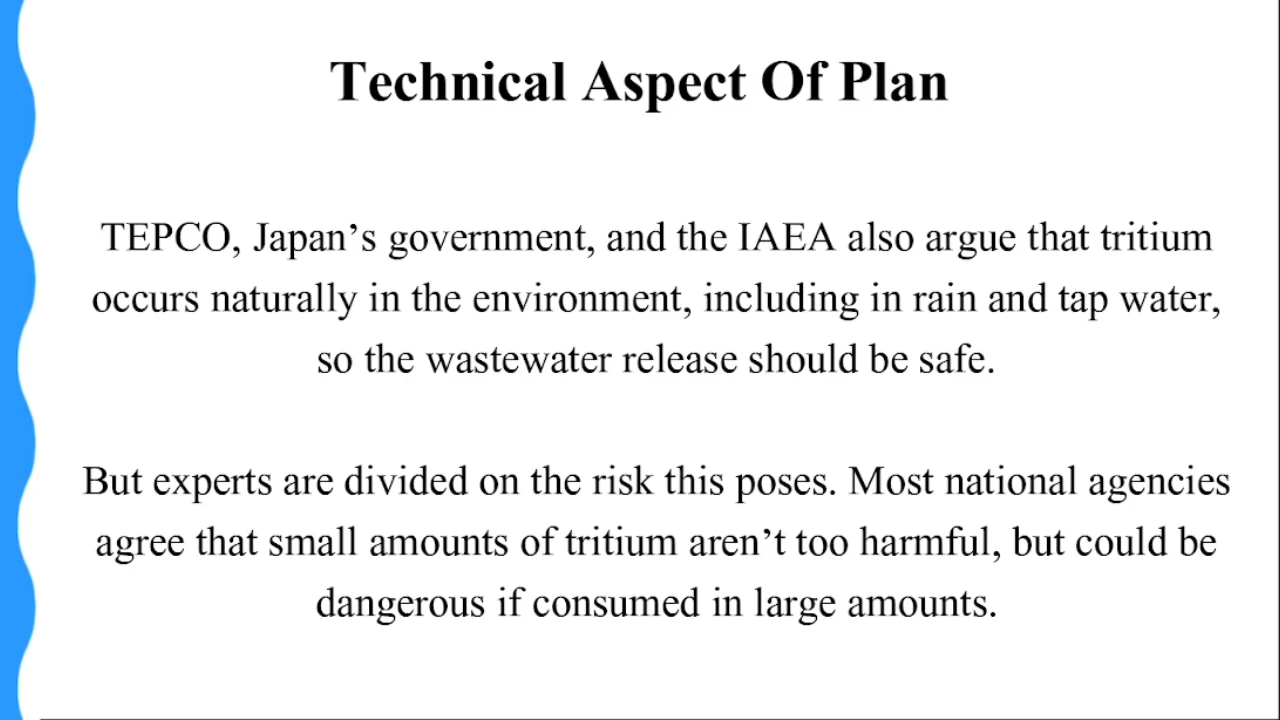 Technical Aspect Of Plan
TEPCO, Japan’s government, and the IAEA also argue that tritium
occurs naturally in the environment, including in rain and tap water,
so the wastewater release should be safe.
But experts are divided on the risk this poses. Most national agencies
agree that small amounts of tritium aren’t too harmful, but could be
dangerous if consumed in large amounts.